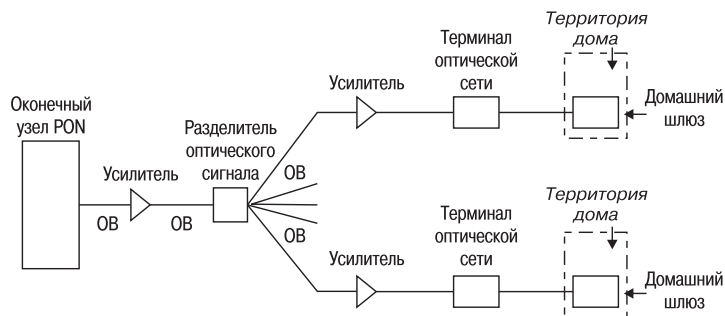 Территория
дома
Терминал
оптической
сети
Усилитель
Домашний
шлюз
Оконечный
узел PON
Разделитель
оптического
сигнала
Усилитель
ОВ
ОВ
ОВ
ОВ
Территория
дома
Терминал
оптической
сети
Усилитель
Домашний
шлюз